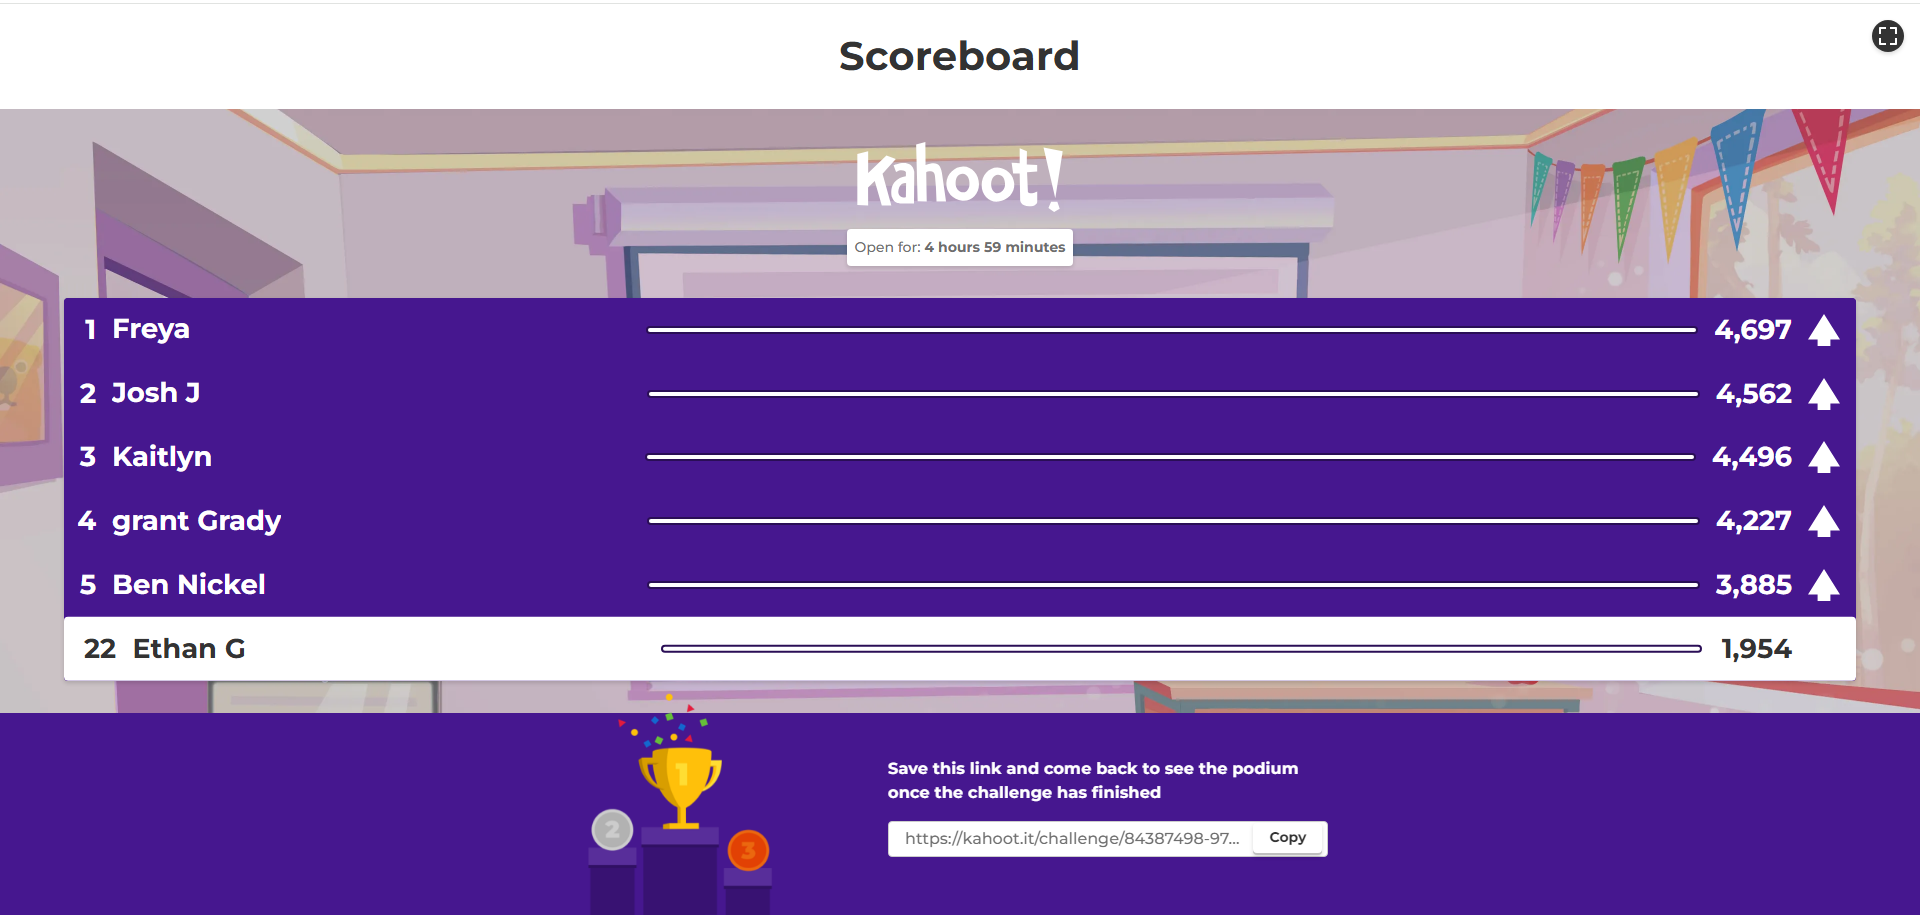 Scoreboard
Kahoot!
Open for: 4 hours 59 minutes
1 Freya 4,697
2 Josh J 4,562
3 Kaitlyn 4,496
4 grant Grady 4,227
5 Ben Nickel 3,885
22 Ethan G 1,954
1
2
3
Save this link and come back to see the podium
once the challenge has finished
https://kahoot.it/challenge/84387498-97... Copy